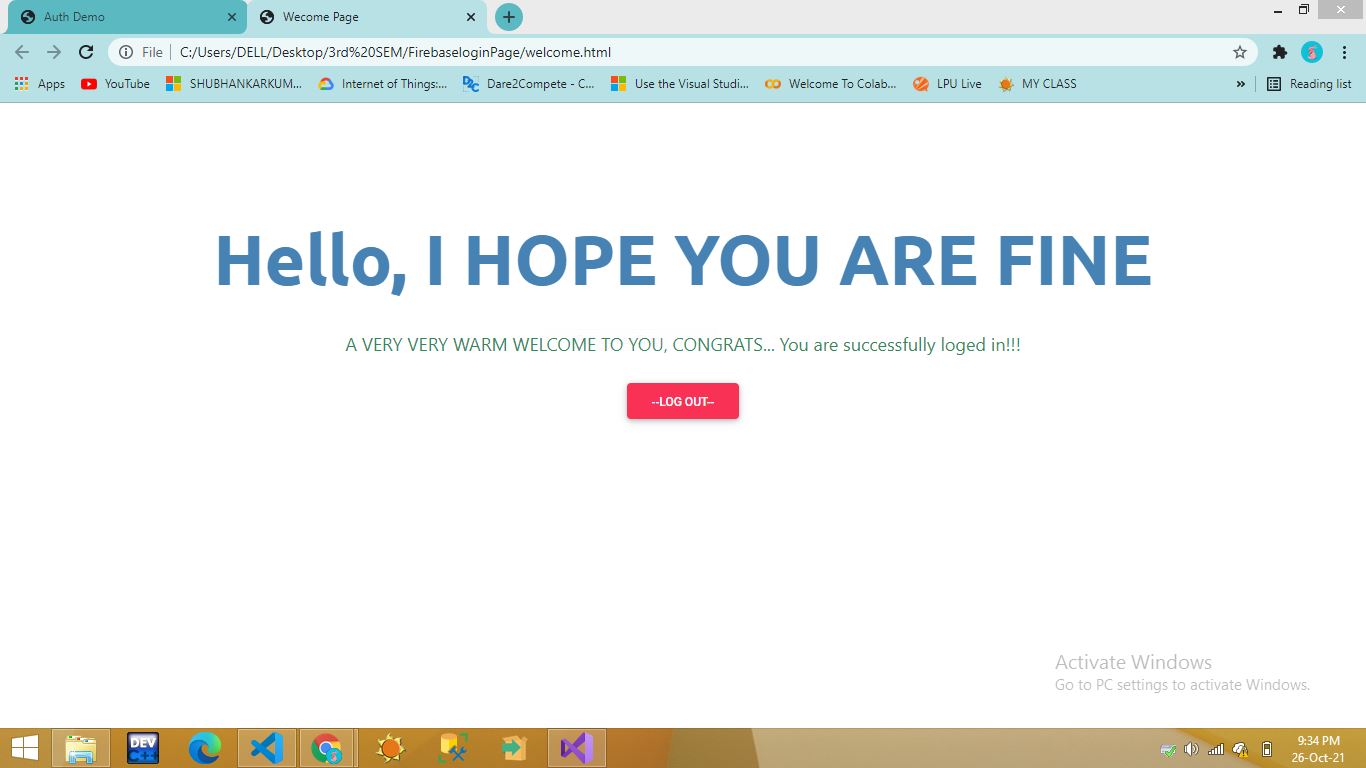 Auth Demo
Wecome Page
File
C:/Users/DELL/Desktop/3rd%20SEM/FirebaseloginPage/welcome.html
Apps
YouTube
SHUBHANKARKUM...
Internet of Things:...
Dare2Compete - C...
Use the Visual Studi...
Welcome To Colab...
LPU Live
MY CLASS
»
Reading list
Hello, I HOPE YOU ARE FINE
A VERY VERY WARM WELCOME TO YOU, CONGRATS... You are successfully loged in!!!
--LOG OUT--
Activate Windows
Go to PC settings to activate Windows.
DEV
C++
9:34 PM
26-Oct-21